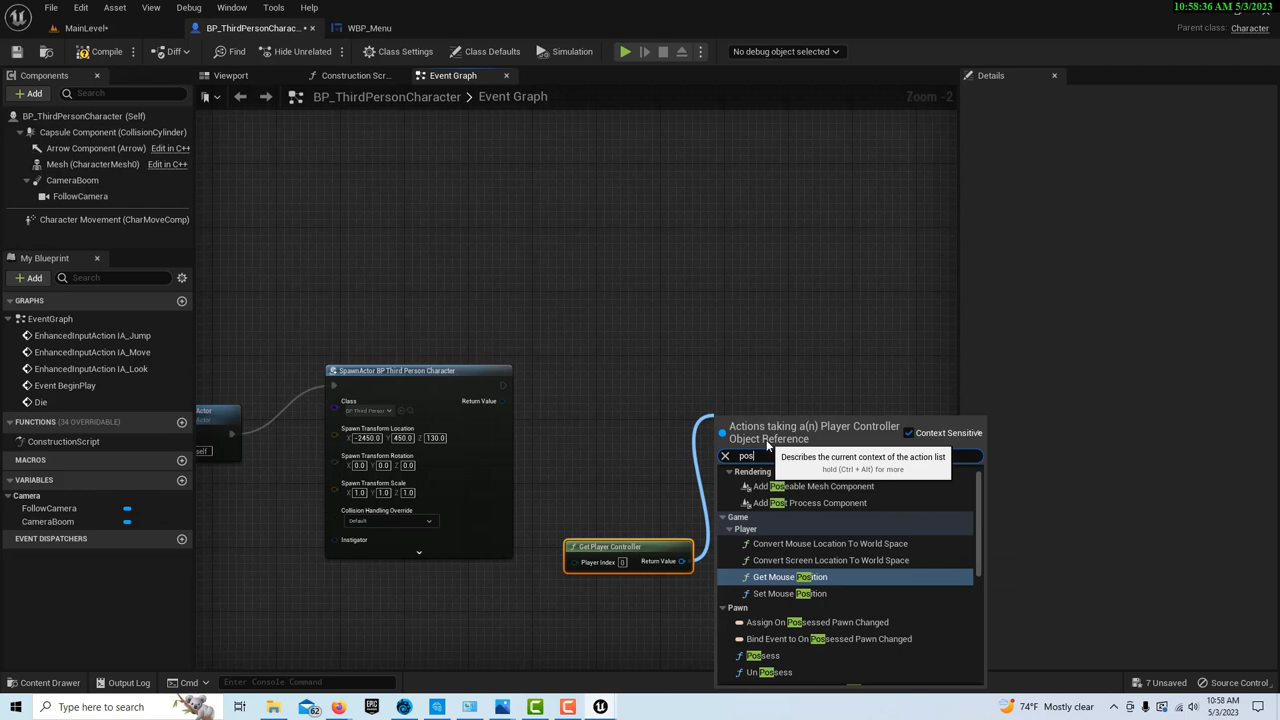 10:58:36 AM 5/3/2023
File Edit Asset View Debug Window Tools Help
MainLevel•
BP_ThirdPersonCharac...•
WBP_Menu
Parent class: Character
Compile
Diff
Find
Hide Unrelated
Class Settings
Class Defaults
Simulation
No debug object selected
Components
Viewport
Construction Scr...
Event Graph
Details
Add
Search
BP_ThirdPersonCharacter > Event Graph
Zoom -2
BP_ThirdPersonCharacter (Self)
Capsule Component (CollisionCylinder)
Arrow Component (Arrow) Edit in C++
Mesh (CharacterMesh0) Edit in C++
CameraBoom
FollowCamera
Character Movement (CharMoveComp)
My Blueprint
Add
Search
GRAPHS
EventGraph
EnhancedInputAction IA_Jump
EnhancedInputAction IA_Move
EnhancedInputAction IA_Look
Event BeginPlay
Die
FUNCTIONS (34 OVERRIDABLE)
ConstructionScript
MACROS
VARIABLES
Camera
FollowCamera
CameraBoom
EVENT DISPATCHERS
Actor
Actor
self
SpawnActor BP Third Person Character
Class
BP Third Person
Return Value
Spawn Transform Location
X -2450.0 Y 450.0 Z 130.0
Spawn Transform Rotation
X 0.0 Y 0.0 Z 0.0
Spawn Transform Scale
X 1.0 Y 1.0 Z 1.0
Collision Handling Override
Default
Instigator
Get Player Controller
Player Index 0
Return Value
Actions taking a(n) Player Controller
Object Reference
Context Sensitive
pos
Describes the current context of the action list
hold (Ctrl + Alt) for more
Rendering
Add Poseable Mesh Component
Add Post Process Component
Game
Player
Convert Mouse Location To World Space
Convert Screen Location To World Space
Get Mouse Position
Set Mouse Position
Pawn
Assign On Possessed Pawn Changed
Bind Event to On Possessed Pawn Changed
Possess
Un Possess
Content Drawer
Output Log
Cmd
Enter Console Command
7 Unsaved
Source Control
Type here to search
62
74°F Mostly clear
10:58 AM
5/3/2023